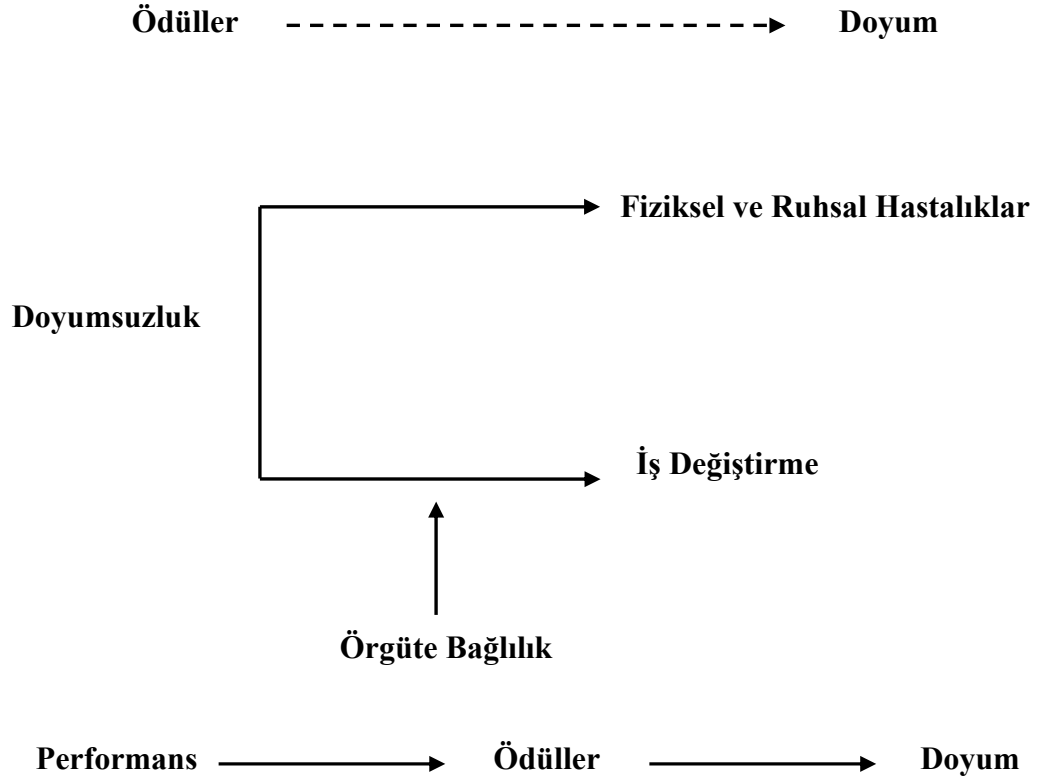 Ödüller Doyum
Fiziksel ve Ruhsal Hastalıklar
Doyumsuzluk
İş Değiştirme
Örgüte Bağlılık
Performans Ödüller Doyum